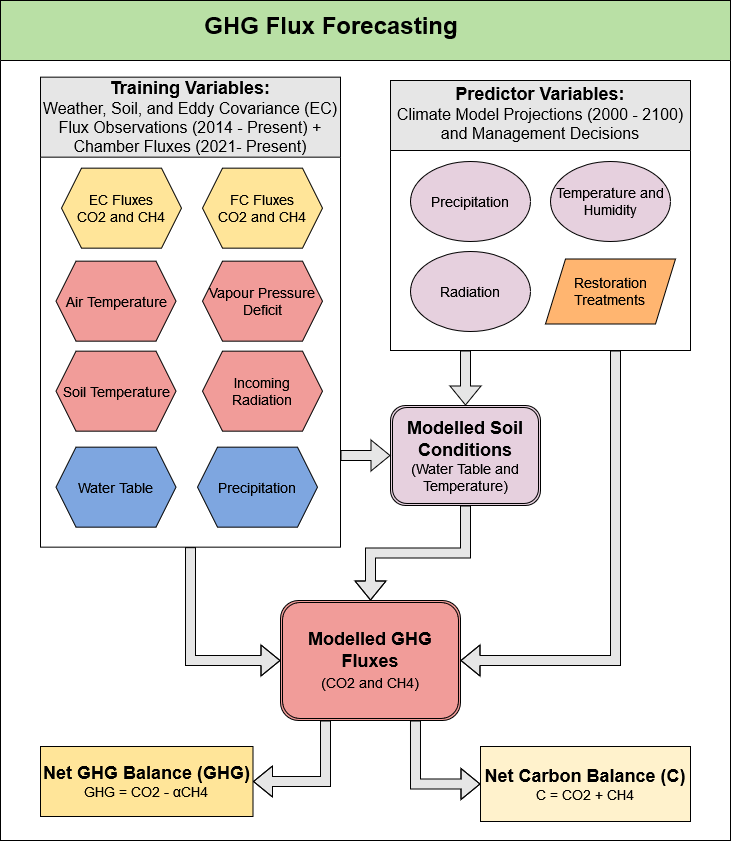 GHG Flux Forecasting
Training Variables:
Weather, Soil, and Eddy Covariance (EC)
Flux Observations (2014 - Present) +
Chamber Fluxes (2021- Present)
EC Fluxes
CO2 and CH4
FC Fluxes
CO2 and CH4
Air Temperature
Vapour Pressure
Deficit
Soil Temperature
Incoming
Radiation
Water Table
Precipitation
Predictor Variables:
Climate Model Projections (2000 - 2100)
and Management Decisions
Precipitation
Temperature and
Humidity
Radiation
Restoration
Treatments
Modelled Soil
Conditions
(Water Table and
Temperature)
Modelled GHG
Fluxes
(CO2 and CH4)
Net GHG Balance (GHG)
GHG = CO2 - αCH4
Net Carbon Balance (C)
C = CO2 + CH4